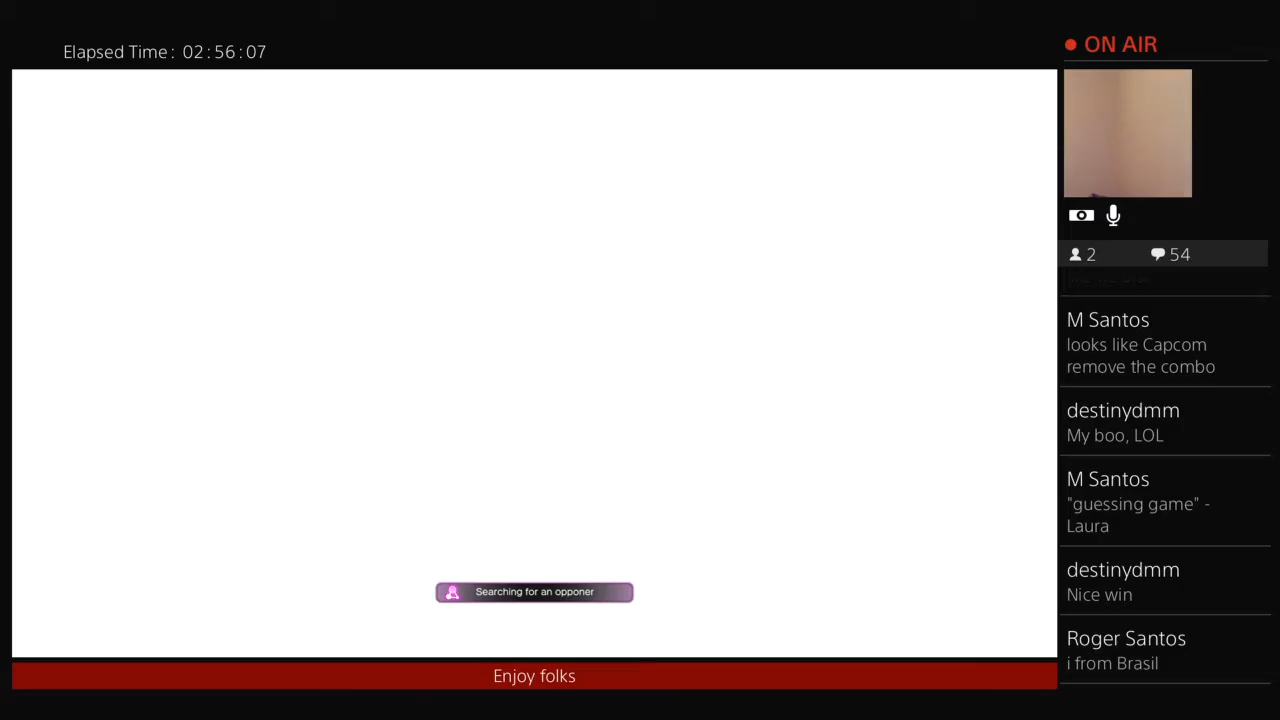 Elapsed Time: 02:56:07
ON AIR
2 54
M Santos
looks like Capcom
remove the combo
destinydmm
My boo, LOL
M Santos
"guessing game" -
Laura
destinydmm
Nice win
Roger Santos
i from Brasil
Searching for an opponer
Enjoy folks